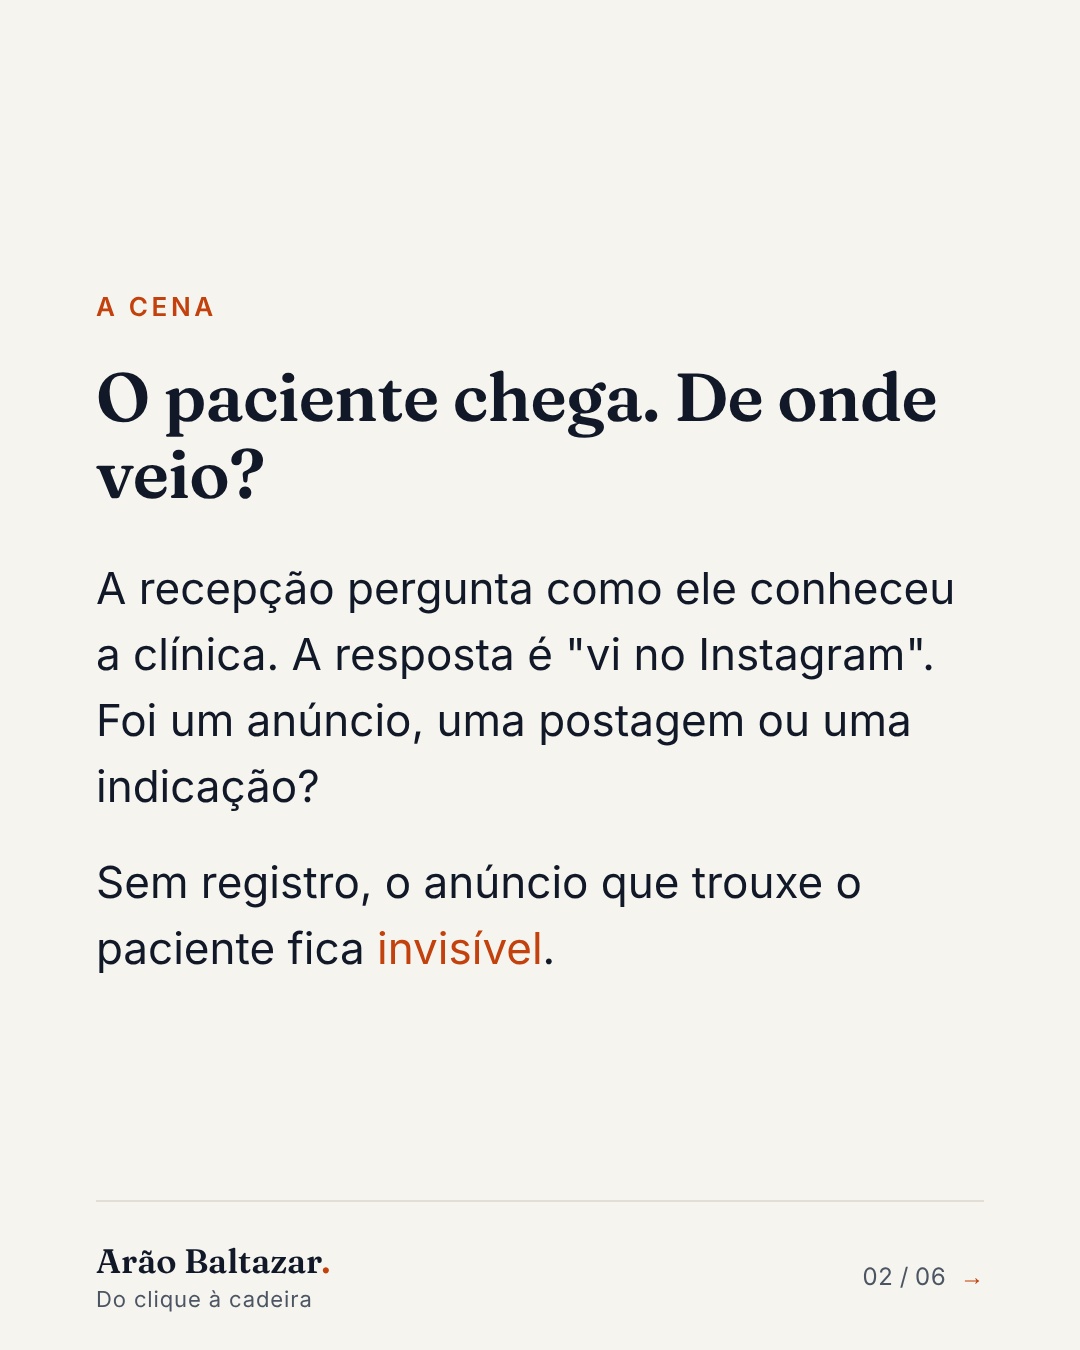 A CENA
O paciente chega. De onde
veio?
A recepção pergunta como ele conheceu
a clínica. A resposta é "vi no Instagram".
Foi um anúncio, uma postagem ou uma
indicação?
Sem registro, o anúncio que trouxe o
paciente fica invisível.
Arão Baltazar.
Do clique à cadeira
02 / 06 →